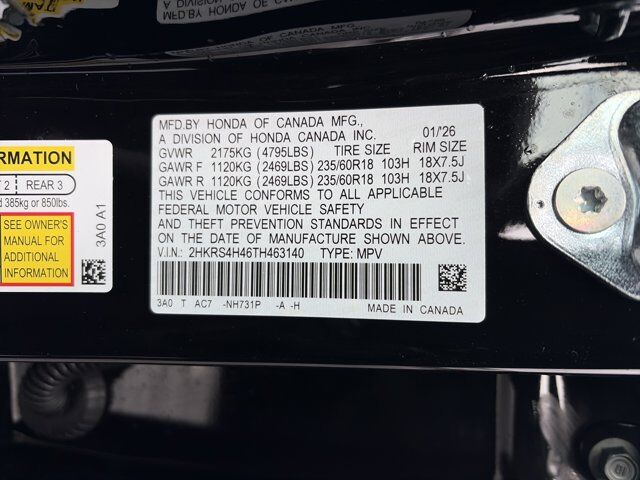 MFD.BY HONDA OF CANADA MFG.,
A DIVISION OF HONDA CANADA INC. 01/'26
GVWR 2175KG (4795LBS) TIRE SIZE RIM SIZE
GAWR F 1120KG (2469LBS) 235/60R18 103H 18X7.5J
GAWR R 1120KG (2469LBS) 235/60R18 103H 18X7.5J
THIS VEHICLE CONFORMS TO ALL APPLICABLE
FEDERAL MOTOR VEHICLE SAFETY
AND THEFT PREVENTION STANDARDS IN EFFECT
ON THE DATE OF MANUFACTURE SHOWN ABOVE.
V.I.N.: 2HKRS4H46TH463140 TYPE: MPV
3A0 T AC7 -NH731P -A -H MADE IN CANADA
ORMATION
2 REAR 3
385kg or 850lbs.
SEE OWNER'S
MANUAL FOR
ADDITIONAL
INFORMATION
3A0 A1